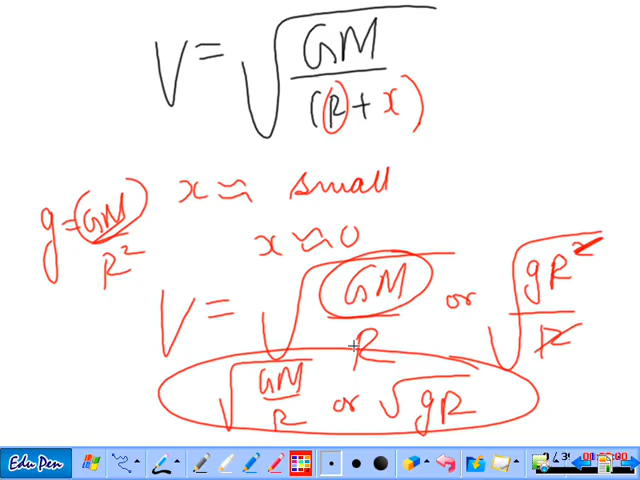 V = √GM/(R + x)
g = GM/R² x ≈ small
x ≈ 0
V = √GM/R or √gR²/R
√GM/R or √gR
Edu Pen